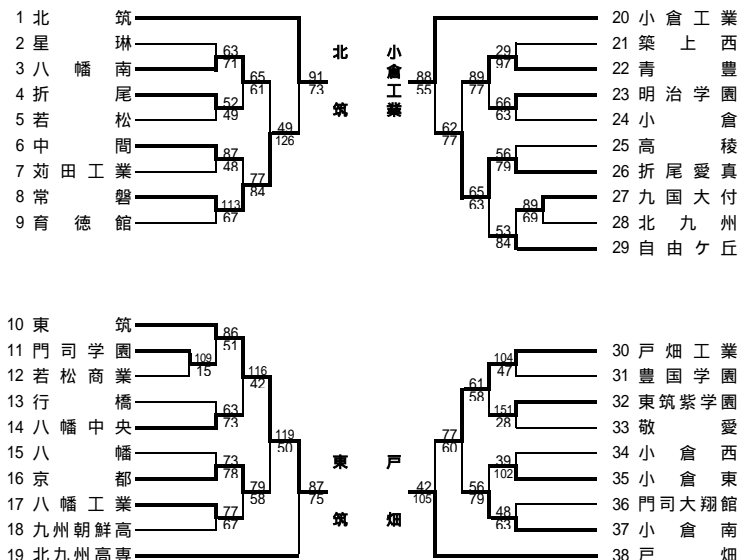 1 北筑
2 星琳
3 八幡南
4 折尾
5 若松
6 中間
7 苅田工業
8 常磐
9 育徳館
63
71
52
49
87
48
113
67
65
61
77
84
49
126
91
73
北筑
小倉工業
88
55
62
77
89
77
65
63
29
97
66
63
56
79
53
84
89
69
20 小倉工業
21 築上西
22 青豊
23 明治学園
24 小倉
25 高稜
26 折尾愛真
27 九国大付
28 北九州
29 自由ケ丘
10 東筑
11 門司学園
12 若松商業
13 行橋
14 八幡中央
15 八幡
16 京都
17 八幡工業
18 九州朝鮮高
19 北九州高専
109
15
86
51
63
73
73
78
77
67
116
42
79
58
119
50
87
75
東筑
戸畑
42
105
77
60
61
58
56
79
104
47
151
28
39
102
48
63
30 戸畑工業
31 豊国学園
32 東筑紫学園
33 敬愛
34 小倉西
35 小倉東
36 門司大翔館
37 小倉南
38 戸畑